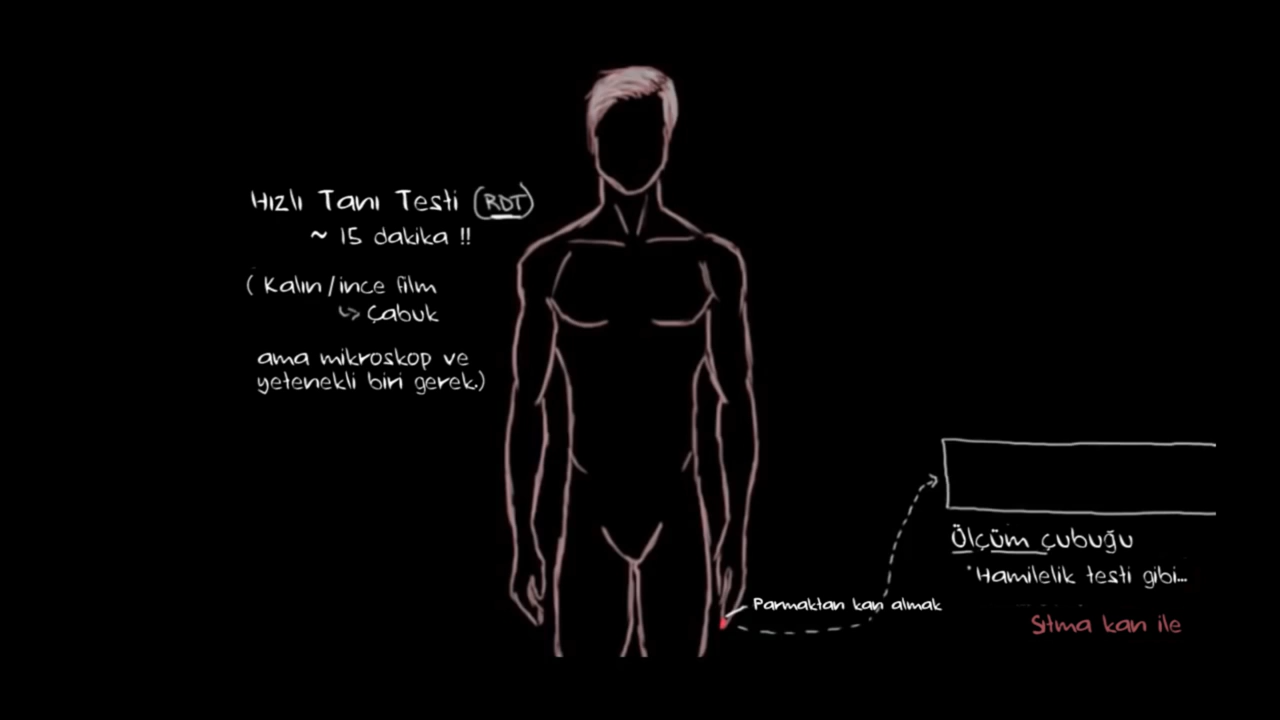 Hızlı Tanı Testi (RDT)
~ 15 dakika !!
( Kalın/ince film
↳ Çabuk
ama mikroskop ve
yetenekli biri gerek.)
Ülçüm çubuğu
*Hamilelik testi gibi...
Parmaktan kan almak
Sıtma kan ile